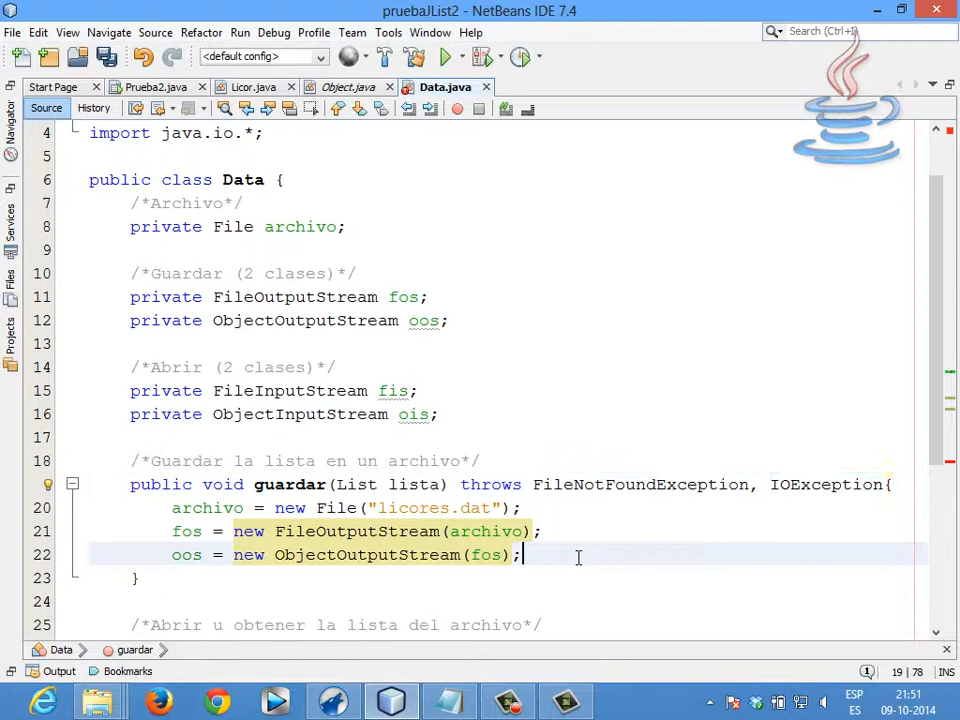 pruebaJList2 - NetBeans IDE 7.4
File Edit View Navigate Source Refactor Run Debug Profile Team Tools Window Help
Search (Ctrl+I)
<default config>
Start Page Prueba2.java Licor.java Object.java Data.java
Source History
Navigator
Services
Files
Projects
4 import java.io.*;
5
6 public class Data {
7 /*Archivo*/
8 private File archivo;
9
10 /*Guardar (2 clases)*/
11 private FileOutputStream fos;
12 private ObjectOutputStream oos;
13
14 /*Abrir (2 clases)*/
15 private FileInputStream fis;
16 private ObjectInputStream ois;
17
18 /*Guardar la lista en un archivo*/
public void guardar(List lista) throws FileNotFoundException, IOException{
20 archivo = new File("licores.dat");
21 fos = new FileOutputStream(archivo);
22 oos = new ObjectOutputStream(fos);
23 }
24
25 /*Abrir u obtener la lista del archivo*/
Data guardar
Output Bookmarks 1 19 | 78 INS
ESP 21:51
ES 09-10-2014